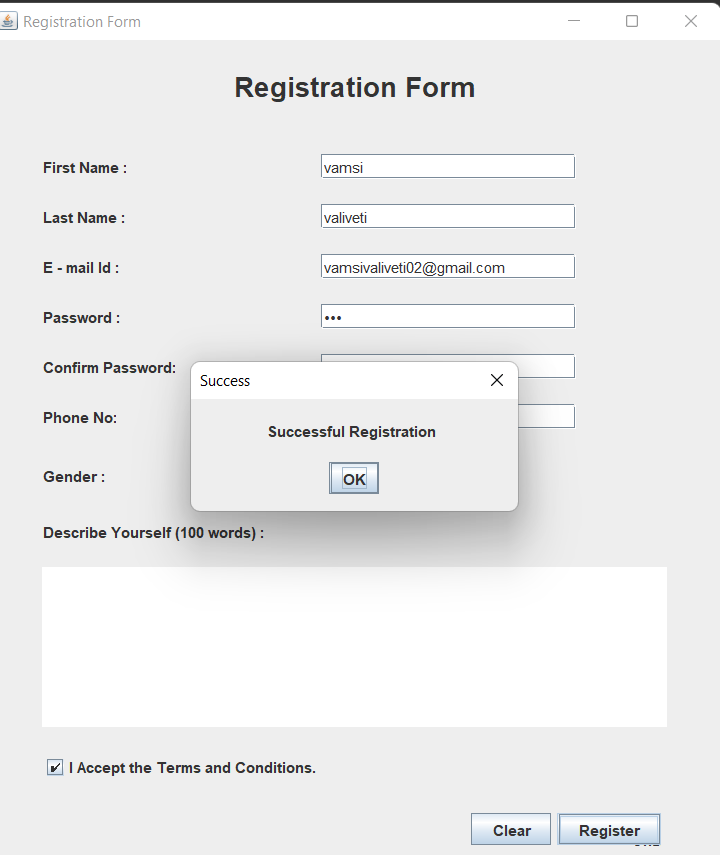 Registration Form
Registration Form
First Name : vamsi
Last Name : valiveti
E - mail Id : vamsivaliveti02@gmail.com
Password : •••
Confirm Password:
Success
Phone No:
Successful Registration
Gender :
OK
Describe Yourself (100 words) :
I Accept the Terms and Conditions.
Clear Register